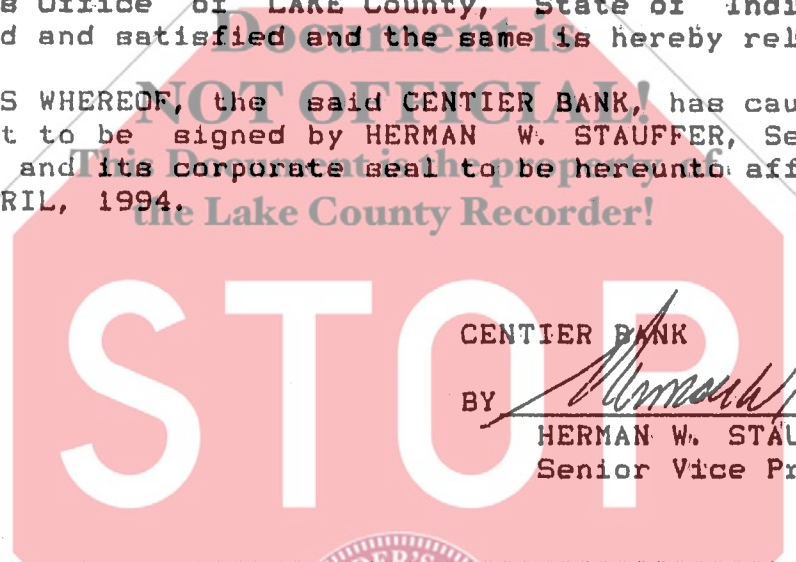 s Office of LAKE County, State of Indi
Document is
d and satisfied and the same is hereby rel
NOT OFFICIAL!
S WHEREOF, the said CENTIER BANK, has cau
t to be signed by HERMAN W. STAUFFER, Se
This Document is the property of
and its corporate seal to be hereunto aff
RIL, 1994.
the Lake County Recorder!
STOP
CENTIER BANK
BY
HERMAN W. STAU
Senior Vice Pr